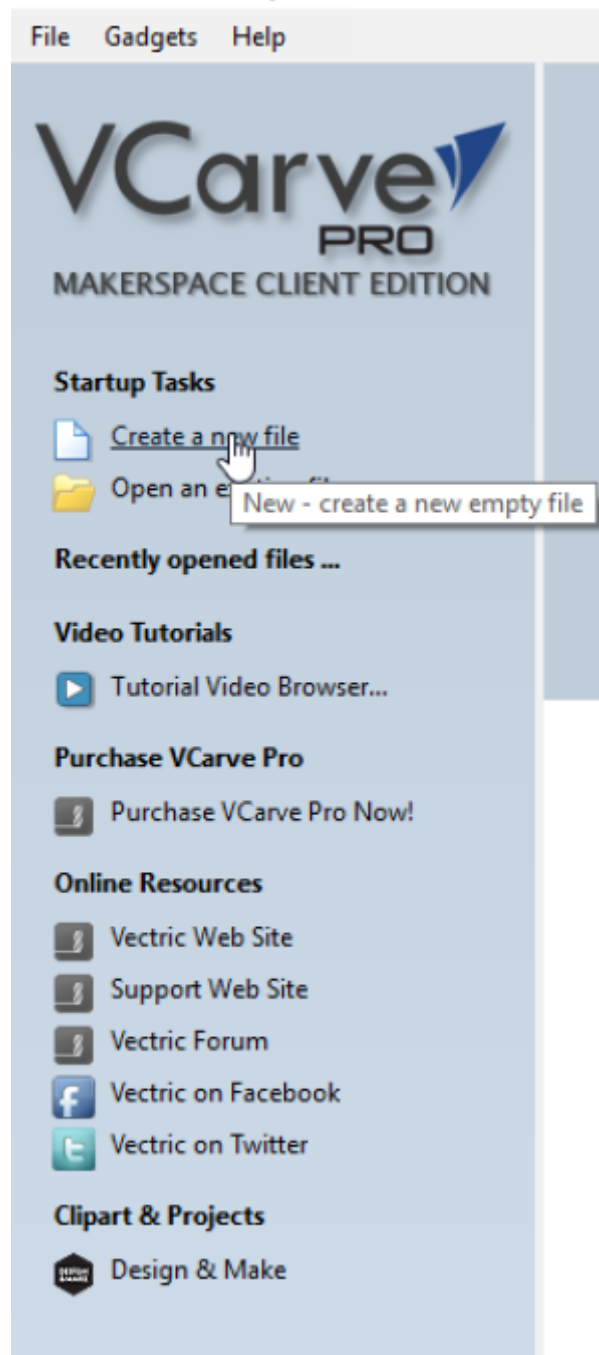 File Gadgets Help
VCarve
PRO
MAKERSPACE CLIENT EDITION
Startup Tasks
Create a new file
Open an
New - create a new empty file
Recently opened files ...
Video Tutorials
Tutorial Video Browser...
Purchase VCarve Pro
Purchase VCarve Pro Now!
Online Resources
Vectric Web Site
Support Web Site
Vectric Forum
Vectric on Facebook
Vectric on Twitter
Clipart & Projects
Design & Make